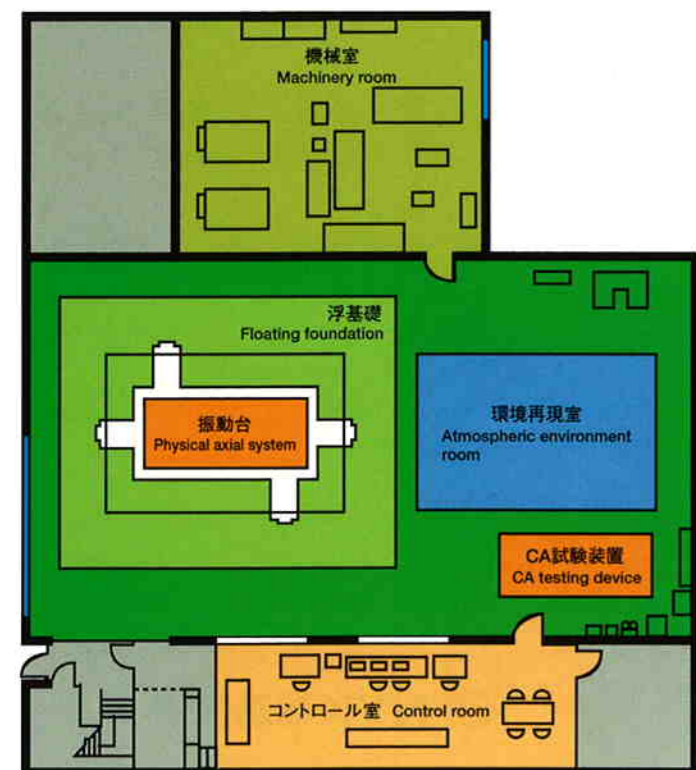 機械室
Machinery room
浮基礎
Floating foundation
振動台
Physical axial system
環境再現室
Atmospheric environment
room
CA試験装置
CA testing device
コントロール室 Control room